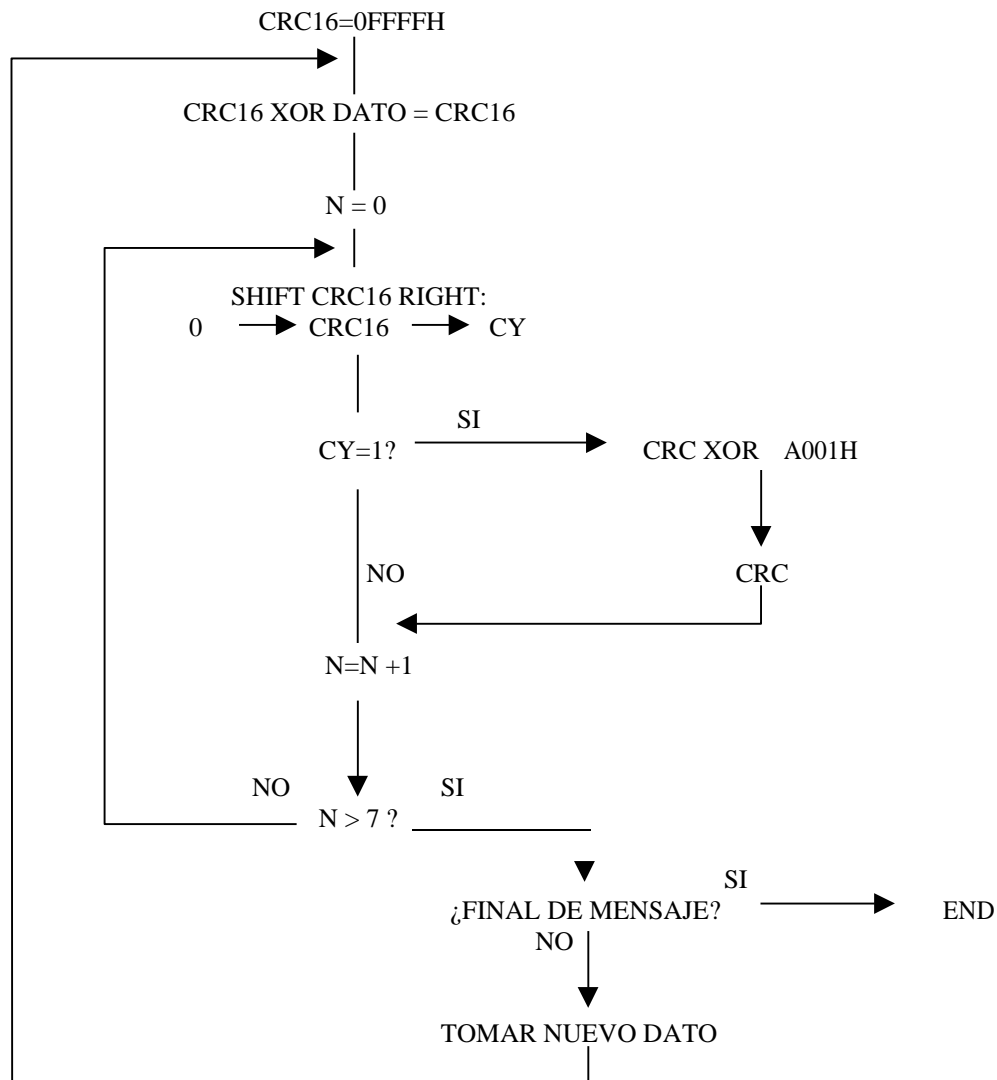 CRC16=0FFFFH
CRC16 XOR DATO = CRC16
N = 0
SHIFT CRC16 RIGHT:
0 CRC16 CY
SI
CY=1? CRC XOR A001H
NO CRC
N=N +1
NO SI
N > 7 ?
SI
¿FINAL DE MENSAJE? END
NO
TOMAR NUEVO DATO